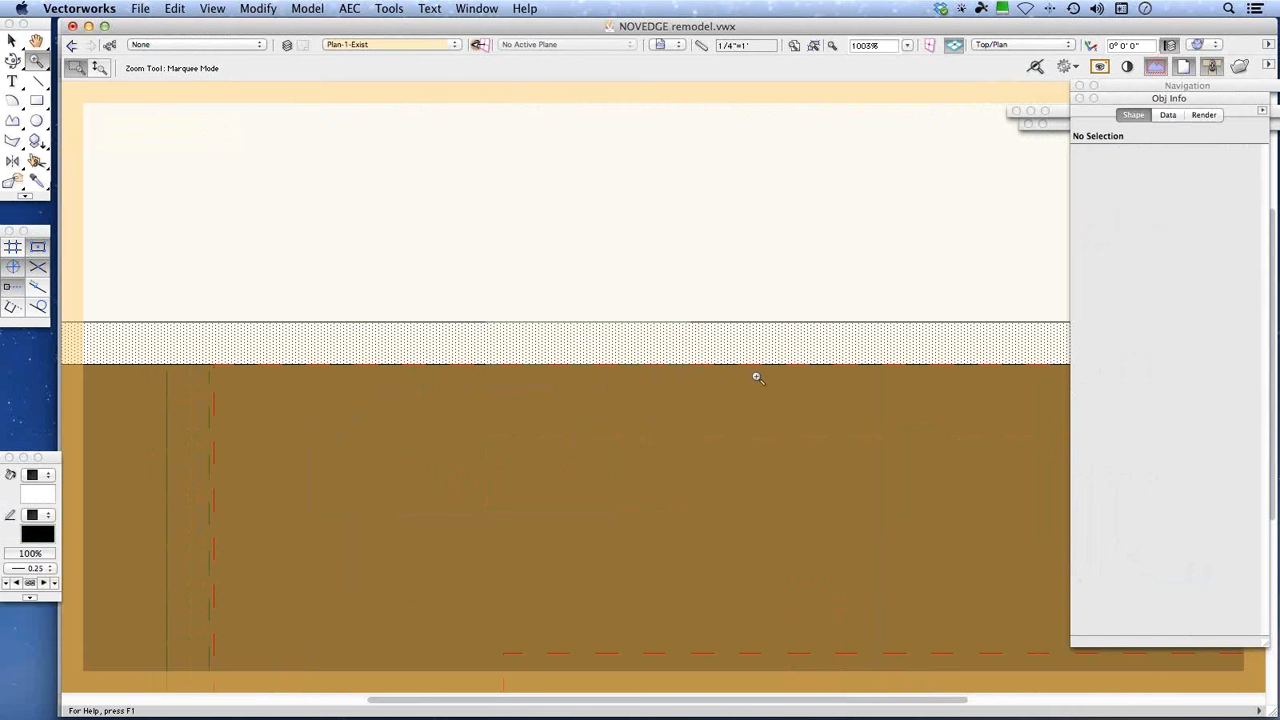 Vectorworks File Edit View Modify Model AEC Tools Text Window Help
NOVEDGE remodel.vwx
None Plan-1-Exist No Active Plane 1/4"=1' 1003% Top/Plan 0° 0' 0"
Zoom Tool: Marquee Mode
Navigation
Obj Info
Shape Data Render
No Selection
100%
0.25
For Help, press F1